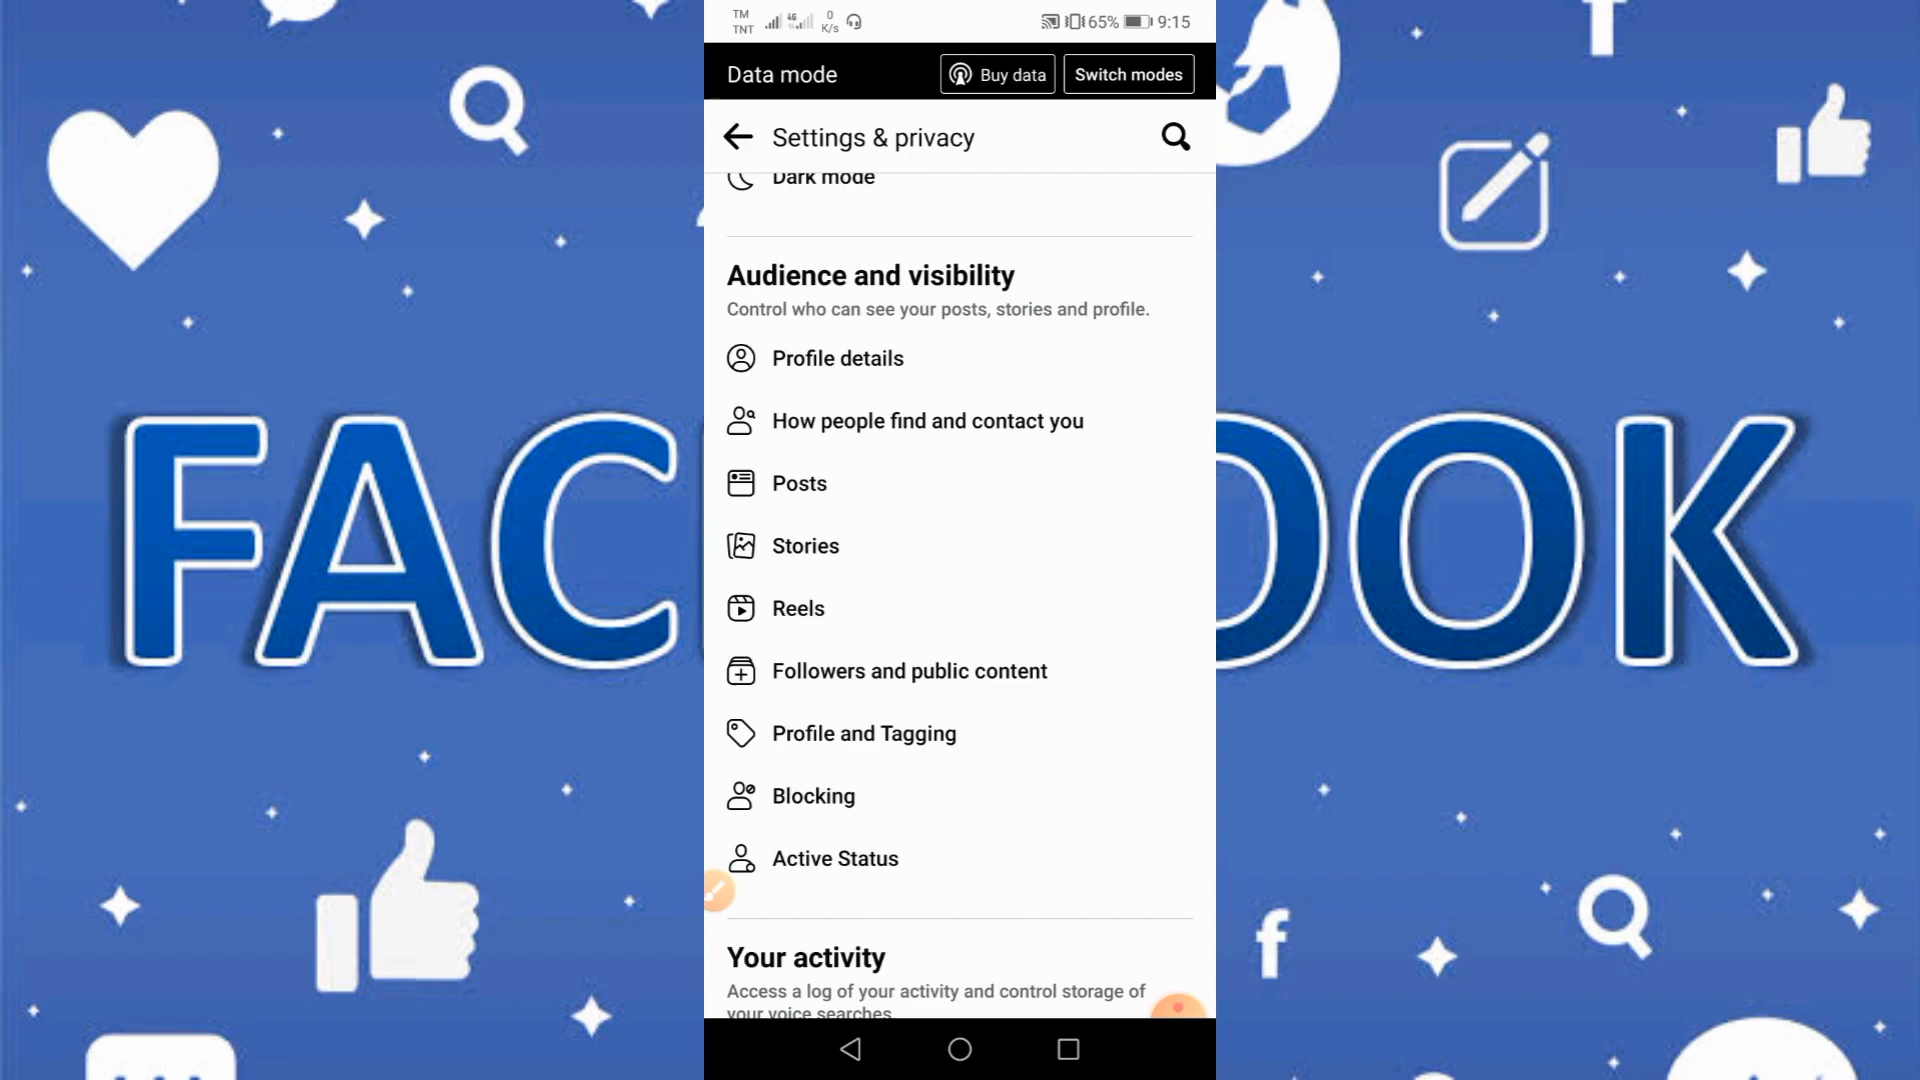 TM
TNT
4G
0
K/s
65%
9:15
Data mode
Buy data
Switch modes
Settings & privacy
Dark mode
Audience and visibility
Control who can see your posts, stories and profile.
Profile details
How people find and contact you
Posts
Stories
Reels
Followers and public content
Profile and Tagging
Blocking
Active Status
Your activity
Access a log of your activity and control storage of
your voice searches
FAC
OOK
f